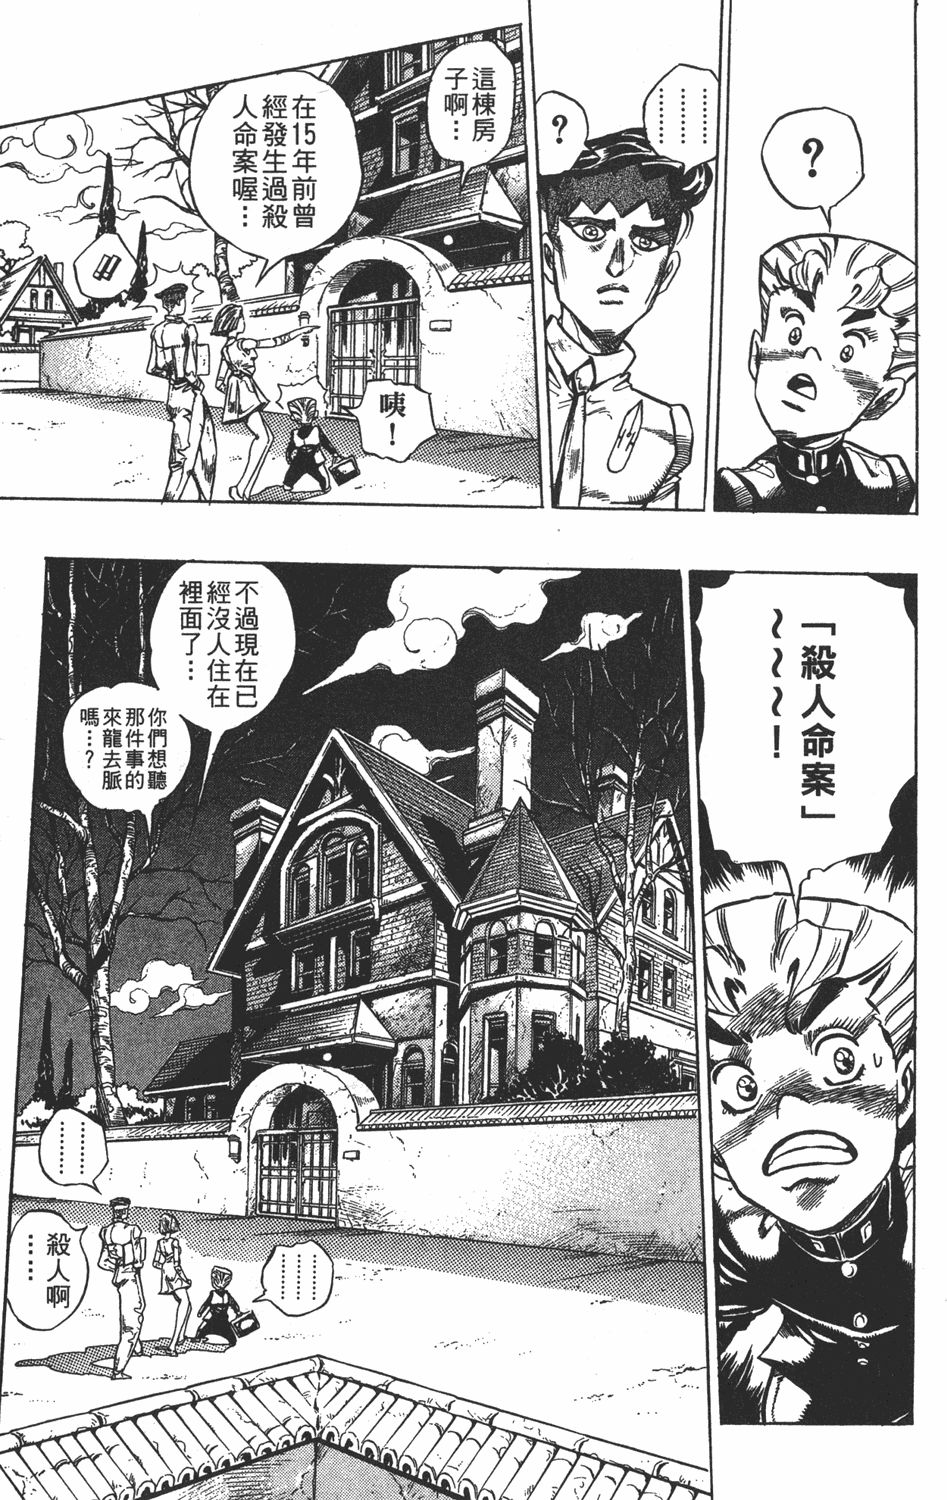 ？
………
？
這棟房
子啊…
在15年前曾
經發生過殺
人命案喔…
!!
咦！
「殺人命案」
～～～！
不過現在已
經沒人住在
裡面了…
你們想聽
那件事的
來龍去脈
嗎…？
………
………
殺人啊
……